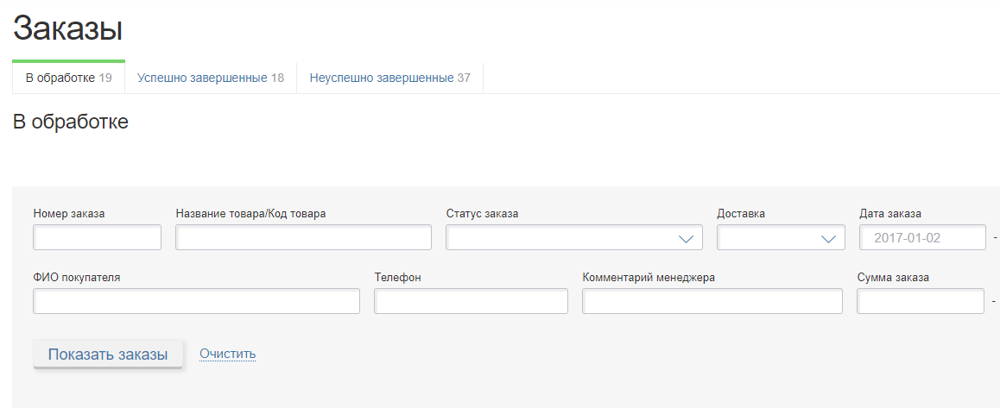 Заказы
В обработке 19 Успешно завершенные 18 Неуспешно завершенные 37
В обработке
Номер заказа Название товара/Код товара Статус заказа Доставка Дата заказа
2017-01-02 -
ФИО покупателя Телефон Комментарий менеджера Сумма заказа
-
Показать заказы Очистить